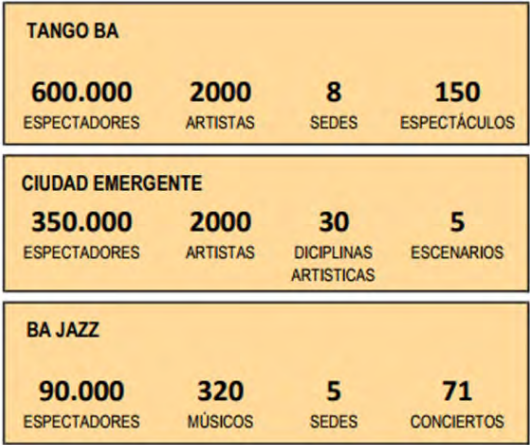 TANGO BA
600.000 2000 8 150
ESPECTADORES ARTISTAS SEDES ESPECTÁCULOS
CIUDAD EMERGENTE
350.000 2000 30 5
ESPECTADORES ARTISTAS DICIPLINAS ESCENARIOS
ARTISTICAS
BA JAZZ
90.000 320 5 71
ESPECTADORES MÚSICOS SEDES CONCIERTOS